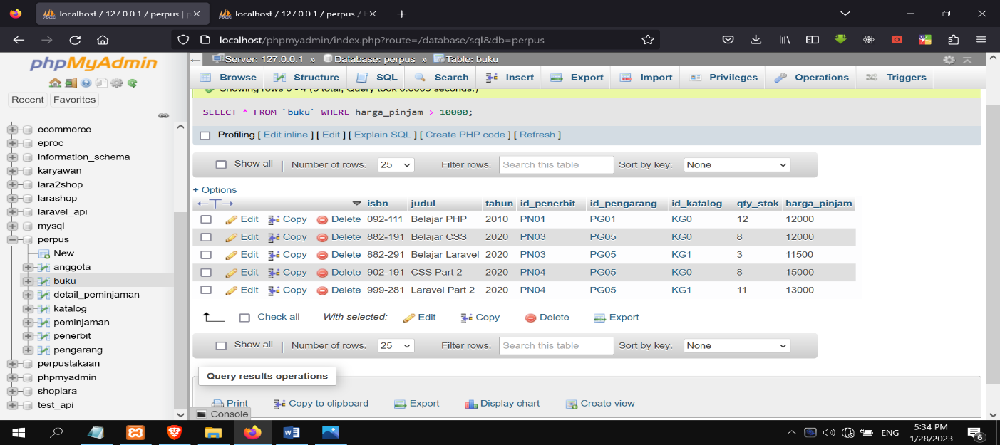 localhost / 127.0.0.1 / perpus | p
localhost / 127.0.0.1 / perpus / b
localhost/phpmyadmin/index.php?route=/database/sql&db=perpus
phpMyAdmin
Recent Favorites
ecommerce
eproc
information_schema
karyawan
lara2shop
larashop
laravel_api
mysql
perpus
New
anggota
buku
detail_peminjaman
katalog
peminjaman
penerbit
pengarang
perpustakaan
phpmyadmin
shoplara
test_api
Server: 127.0.0.1 » Database: perpus » Table: buku
Browse Structure SQL Search Insert Export Import Privileges Operations Triggers
Showing rows 0 - 4 (5 total, Query took 0.0003 seconds.)
SELECT * FROM `buku` WHERE harga_pinjam > 10000;
Profiling [ Edit inline ] [ Edit ] [ Explain SQL ] [ Create PHP code ] [ Refresh ]
Show all | Number of rows: 25 Filter rows: Search this table Sort by key: None
+ Options
←T→ isbn judul tahun id_penerbit id_pengarang id_katalog qty_stok harga_pinjam
Edit Copy Delete 092-111 Belajar PHP 2010 PN01 PG01 KG0 12 12000
Edit Copy Delete 882-191 Belajar CSS 2020 PN03 PG05 KG0 8 12000
Edit Copy Delete 882-291 Belajar Laravel 2020 PN03 PG05 KG1 3 11500
Edit Copy Delete 902-191 CSS Part 2 2020 PN04 PG05 KG0 8 15000
Edit Copy Delete 999-281 Laravel Part 2 2020 PN04 PG05 KG1 11 13000
Check all With selected: Edit Copy Delete Export
Show all | Number of rows: 25 Filter rows: Search this table Sort by key: None
Query results operations
Print Copy to clipboard Export Display chart Create view
Console
ENG
5:34 PM
1/28/2023
6